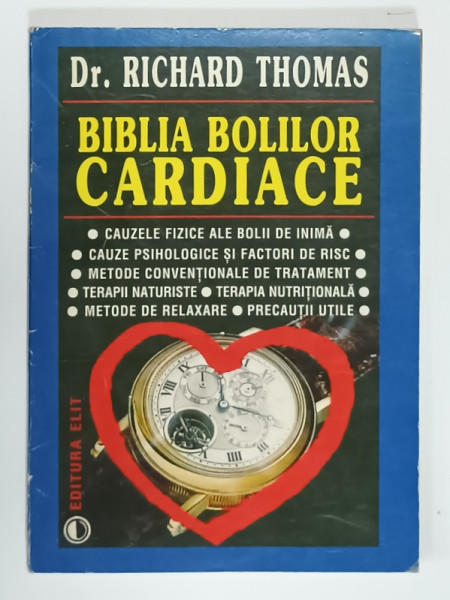 Dr. RICHARD THOMAS
BIBLIA BOLILOR
CARDIACE
● CAUZELE FIZICE ALE BOLII DE INIMĂ ●
● CAUZE PSIHOLOGICE ȘI FACTORI DE RISC ●
● METODE CONVENȚIONALE DE TRATAMENT ●
● TERAPII NATURISTE ● TERAPIA NUTRIȚIONALĂ ●
● METODE DE RELAXARE ● PRECAUȚII UTILE ●
EDITURA ELIT